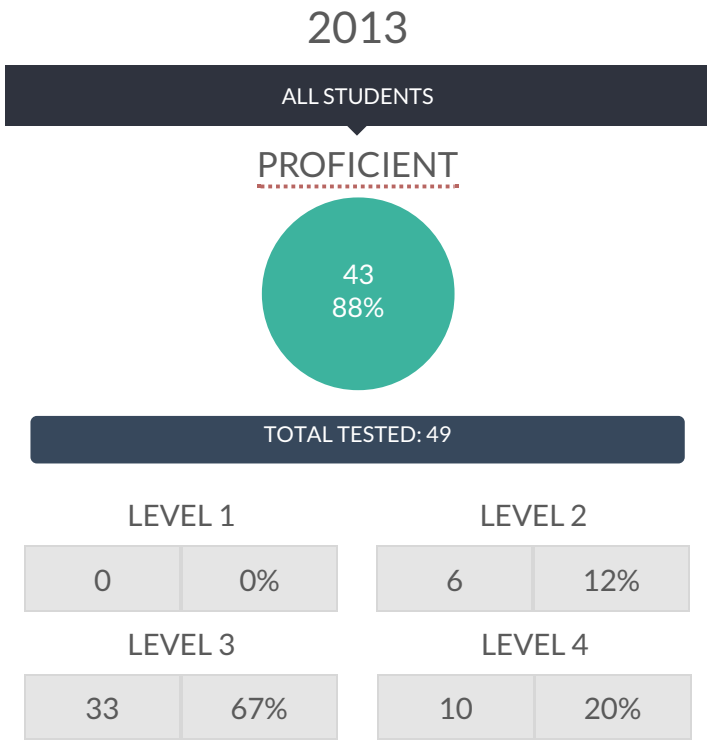 2013
ALL STUDENTS
PROFICIENT
43
88%
TOTAL TESTED: 49
LEVEL 1 LEVEL 2
0 0% 6 12%
LEVEL 3 LEVEL 4
33 67% 10 20%